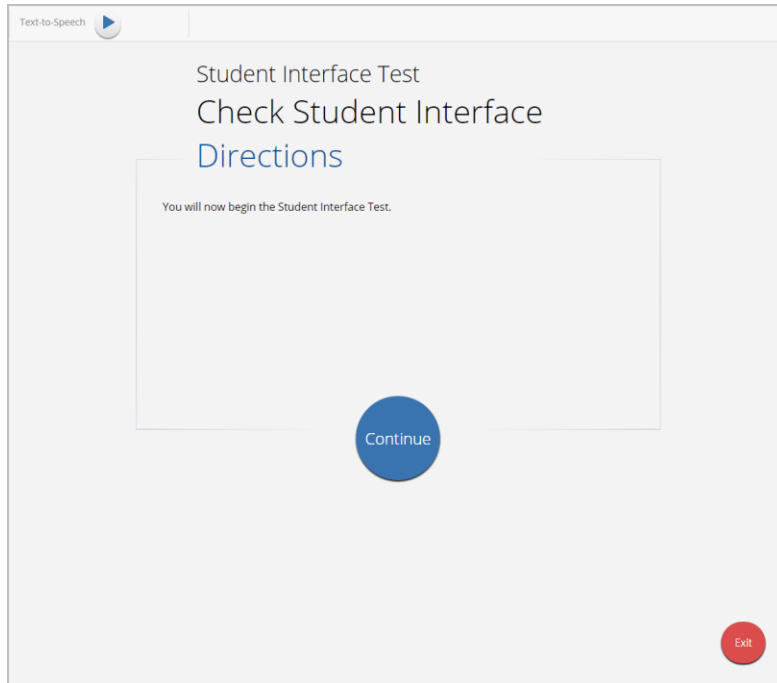 Text-to-Speech
Student Interface Test
Check Student Interface
Directions
You will now begin the Student Interface Test.
Continue
Exit